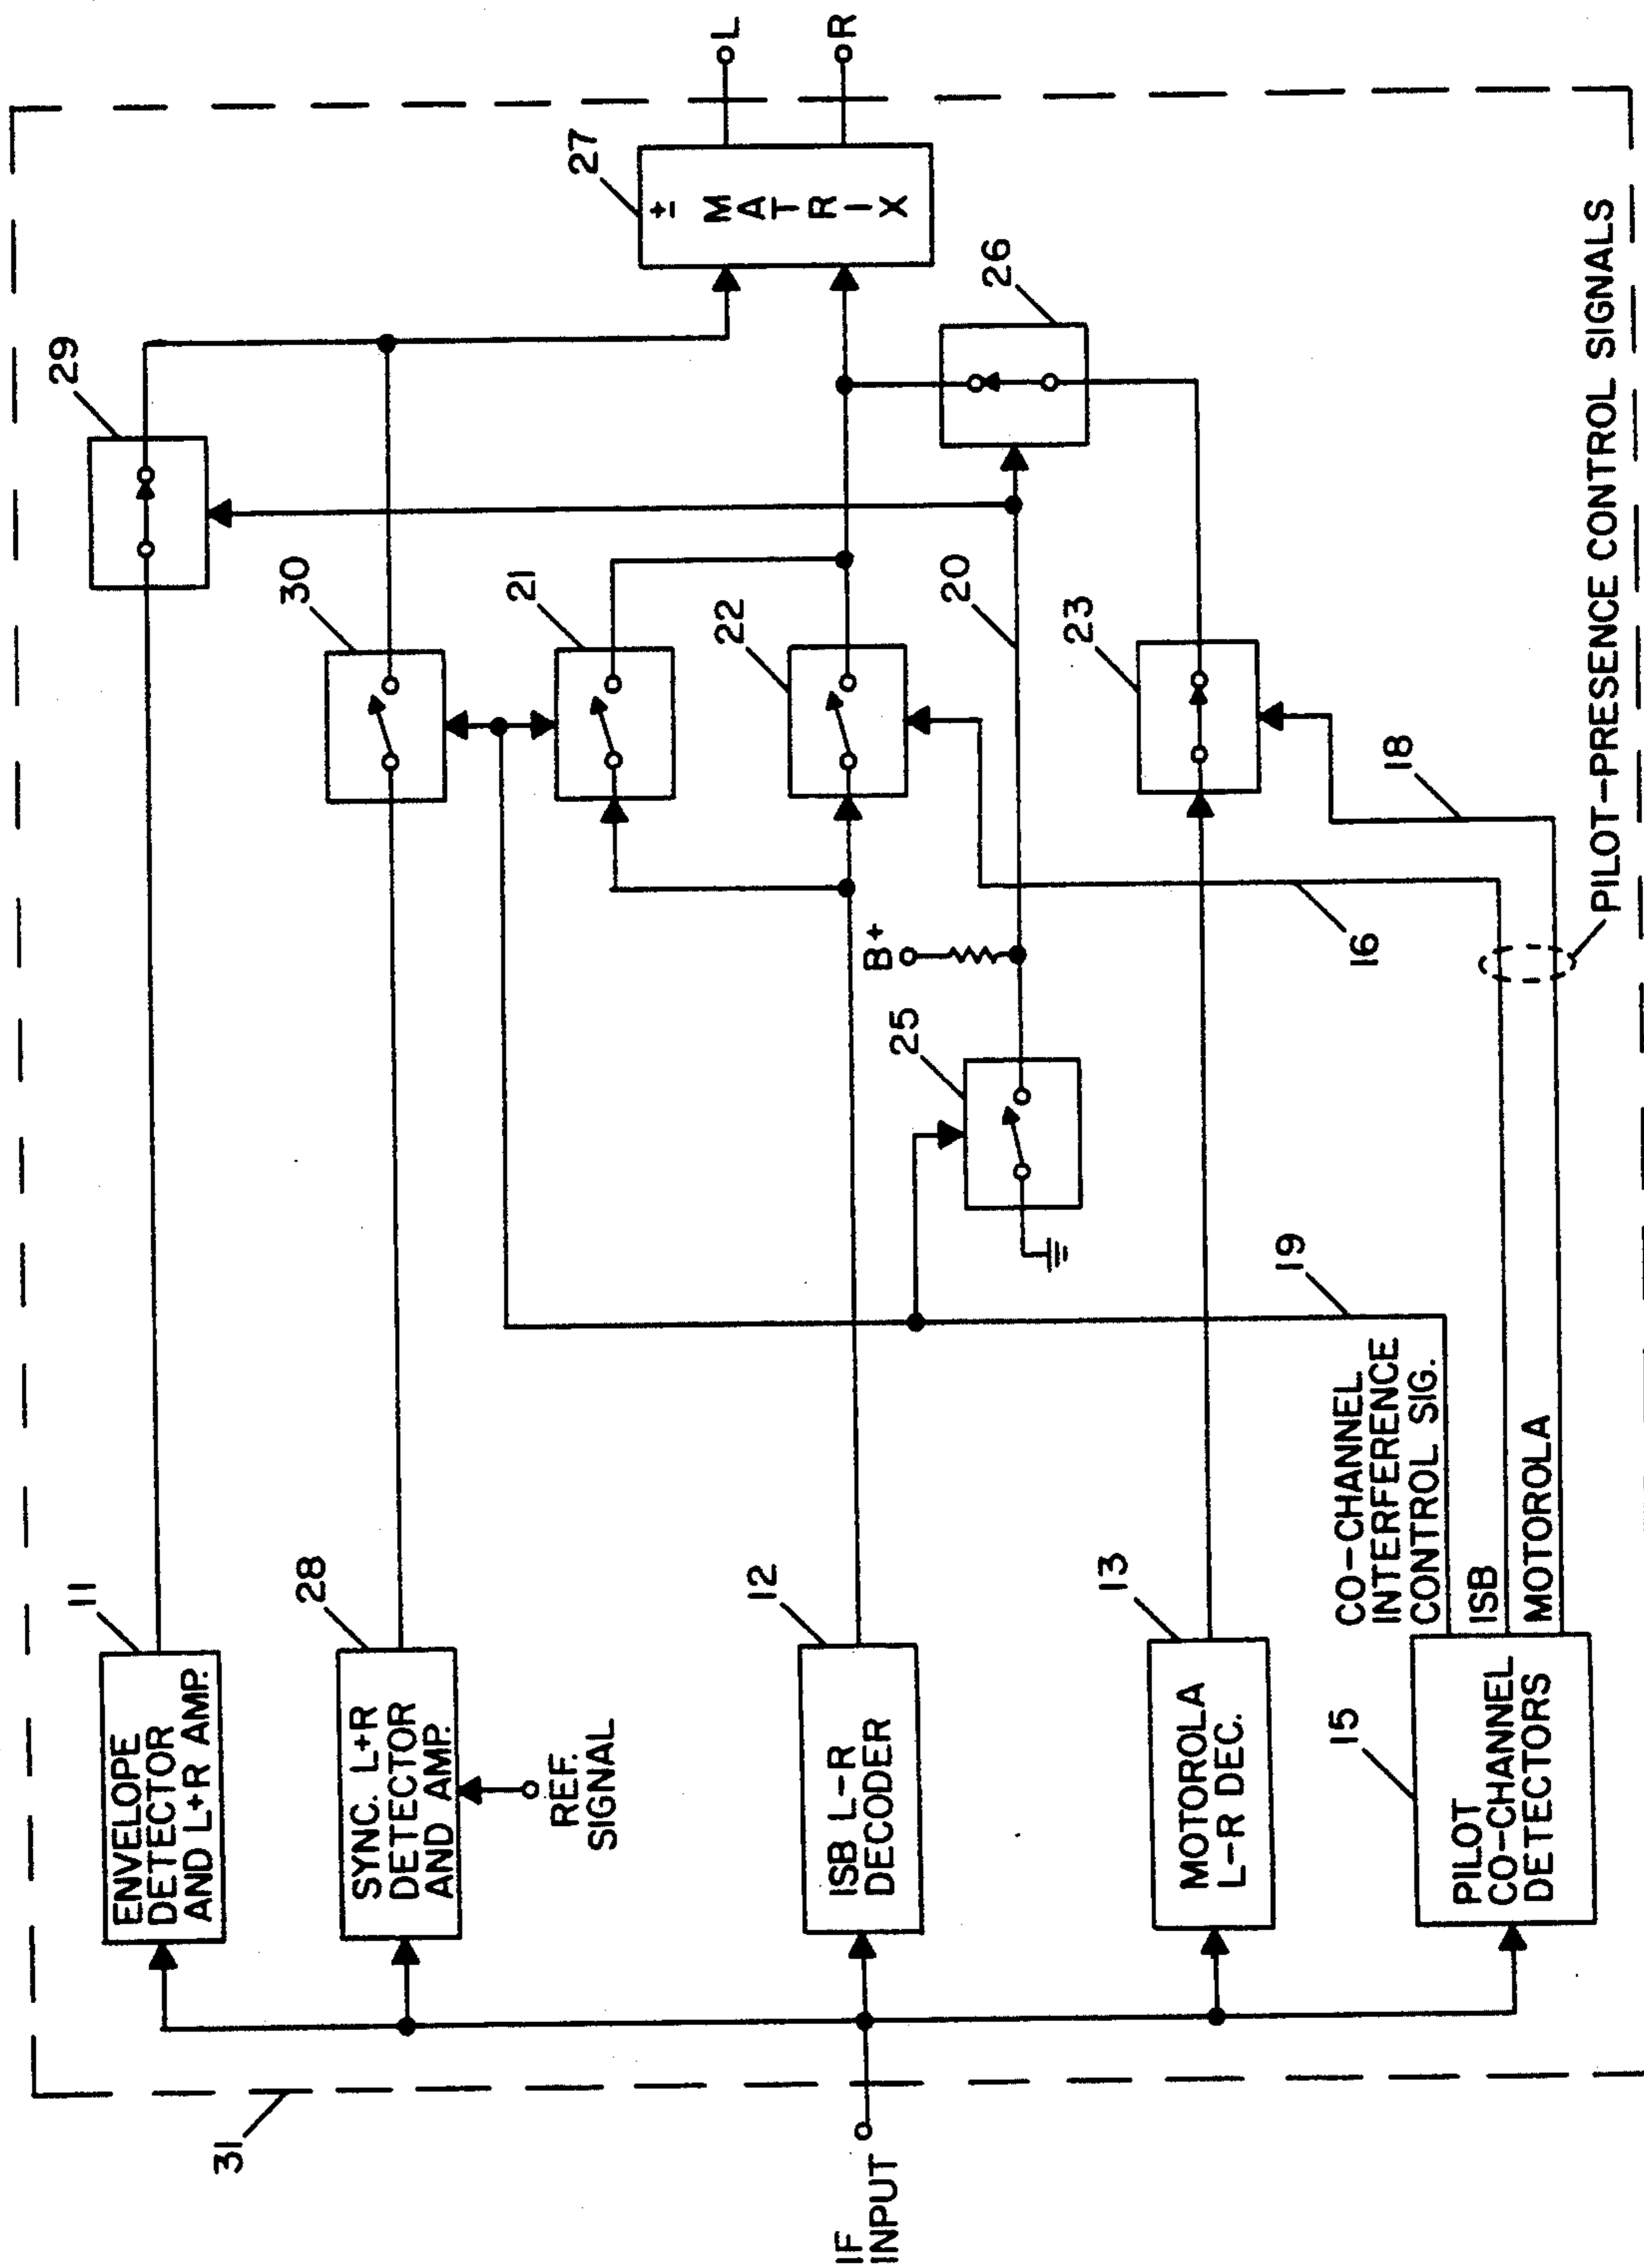 31
IF
INPUT
11
ENVELOPE
DETECTOR
AND L+R AMP.
28
SYNC. L+R
DETECTOR
AND AMP.
REF.
SIGNAL
12
ISB L-R
DECODER
13
MOTOROLA
L-R DEC.
15
PILOT
CO-CHANNEL
DETECTORS
CO-CHANNEL
INTERFERENCE
CONTROL SIG.
ISB
MOTOROLA
19
25
B+
16
18
20
30
21
22
23
29
26
27
±
M
A
T
R
I
X
L
R
PILOT-PRESENCE CONTROL SIGNALS